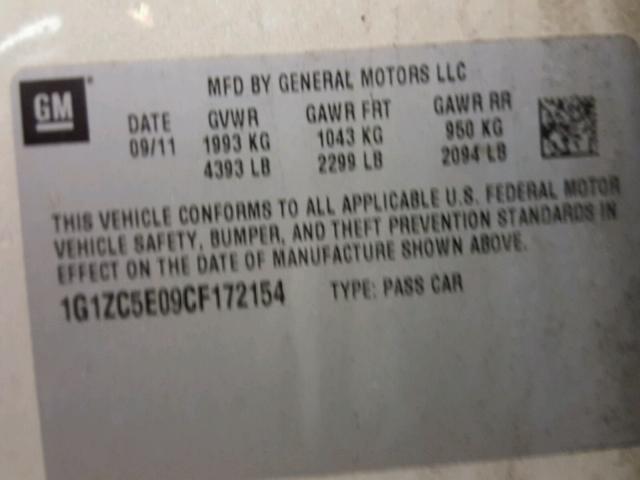 MFD BY GENERAL MOTORS LLC
GM
DATE GVWR GAWR FRT GAWR RR
09/11 1993 KG 1043 KG 950 KG
4393 LB 2299 LB 2094 LB
THIS VEHICLE CONFORMS TO ALL APPLICABLE U.S. FEDERAL MOTOR
VEHICLE SAFETY, BUMPER, AND THEFT PREVENTION STANDARDS IN
EFFECT ON THE DATE OF MANUFACTURE SHOWN ABOVE.
1G1ZC5E09CF172154 TYPE: PASS CAR